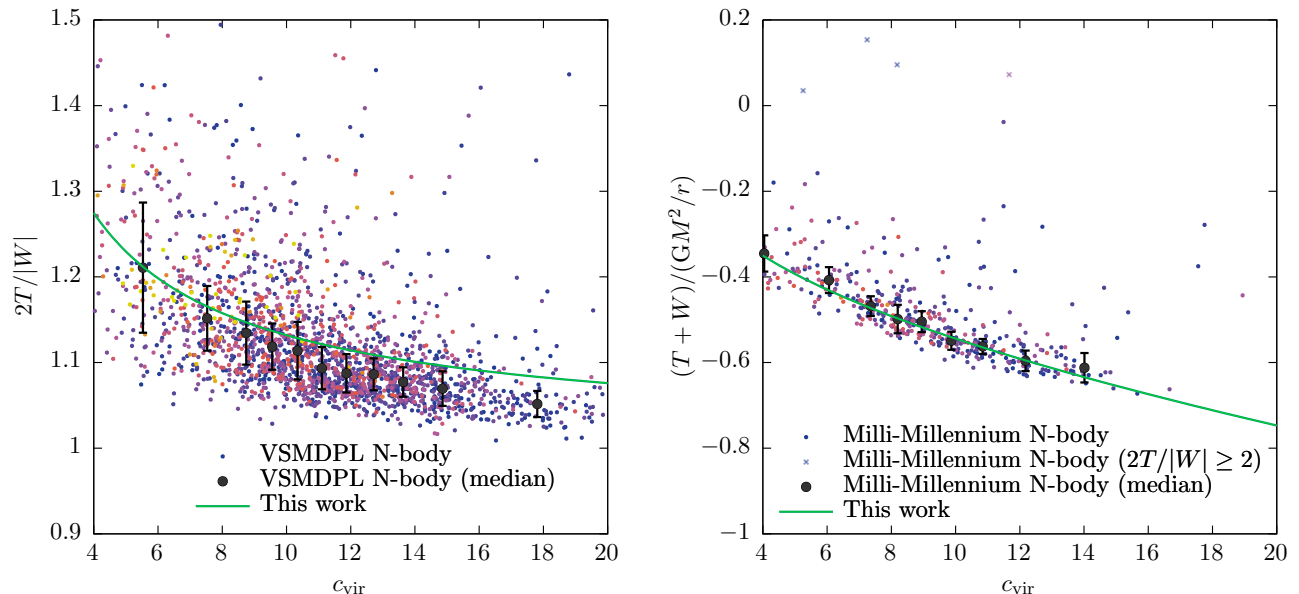 1.5
1.4
1.3
1.2
1.1
1
0.9
2T/|W|
4 6 8 10 12 14 16 18 20
c_vir
VSMDPL N-body
VSMDPL N-body (median)
This work
0.2
0
−0.2
−0.4
−0.6
−0.8
−1
(T + W)/(GM²/r)
4 6 8 10 12 14 16 18 20
c_vir
Milli-Millennium N-body
Milli-Millennium N-body (2T/|W| ≥ 2)
Milli-Millennium N-body (median)
This work